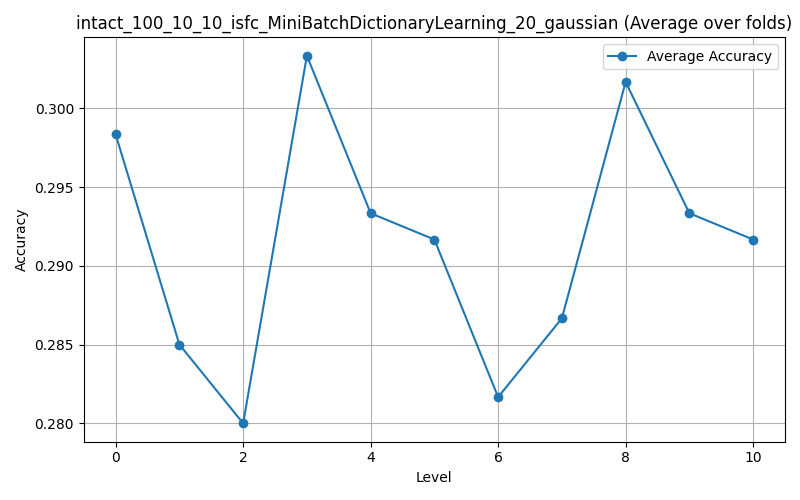 intact_100_10_10_isfc_MiniBatchDictionaryLearning_20_gaussian (Average over folds)
Average Accuracy
0.300
0.295
0.290
0.285
0.280
Accuracy
0 2 4 6 8 10
Level